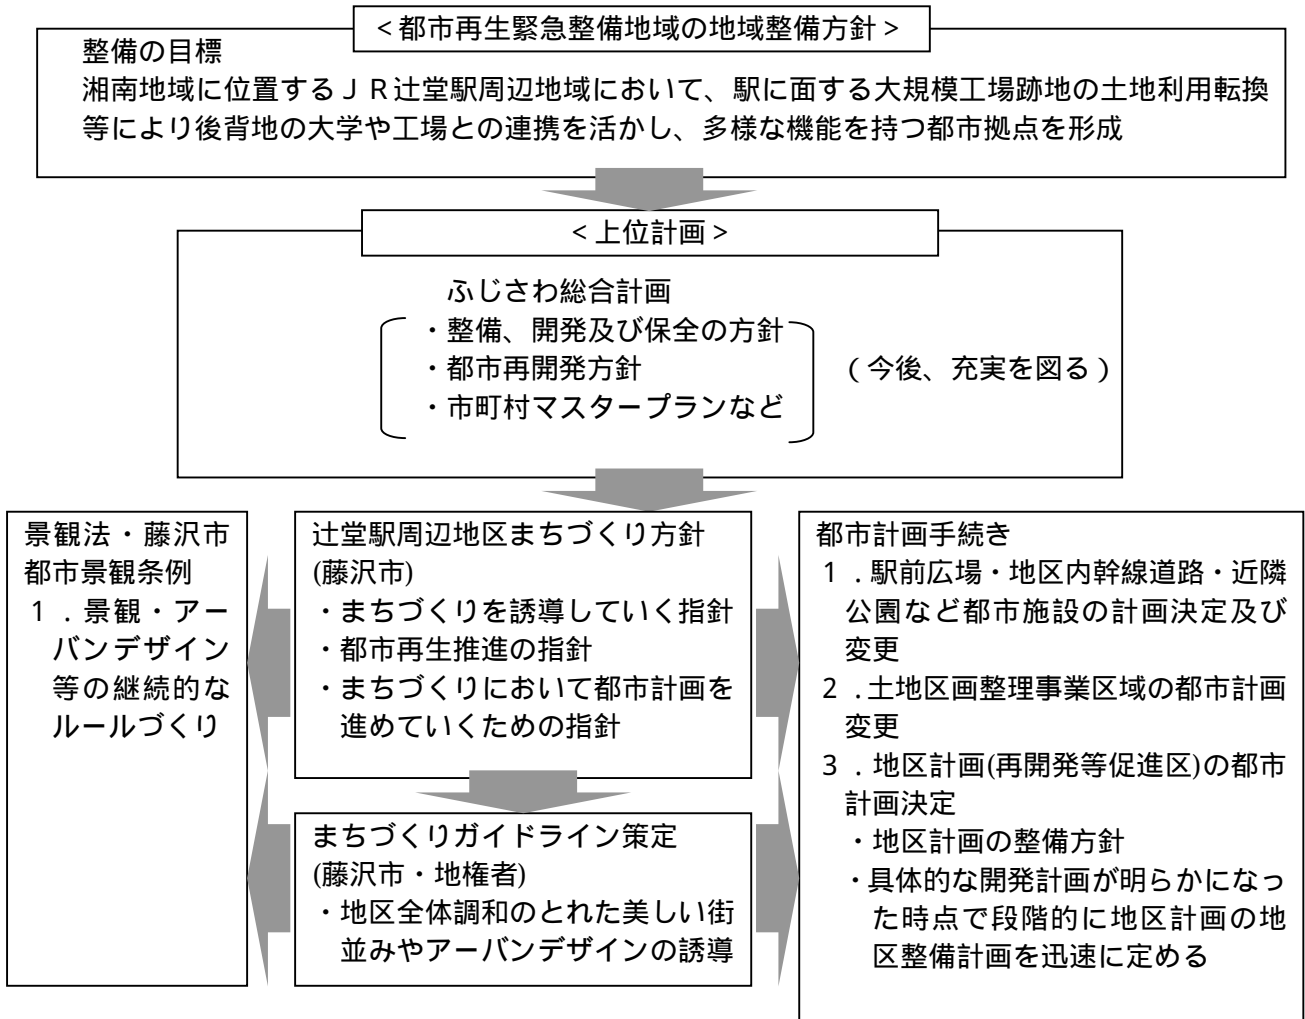 ＜都市再生緊急整備地域の地域整備方針＞
整備の目標
湘南地域に位置するＪＲ辻堂駅周辺地域において、駅に面する大規模工場跡地の土地利用転換
等により後背地の大学や工場との連携を活かし、多様な機能を持つ都市拠点を形成
＜上位計画＞
ふじさわ総合計画
・整備、開発及び保全の方針
・都市再開発方針
・市町村マスタープランなど
（今後、充実を図る）
景観法・藤沢市
都市景観条例
１．景観・アー
バンデザイン
等の継続的な
ルールづくり
辻堂駅周辺地区まちづくり方針
(藤沢市)
・まちづくりを誘導していく指針
・都市再生推進の指針
・まちづくりにおいて都市計画を
進めていくための指針
まちづくりガイドライン策定
(藤沢市・地権者)
・地区全体調和のとれた美しい街
並みやアーバンデザインの誘導
都市計画手続き
１．駅前広場・地区内幹線道路・近隣
公園など都市施設の計画決定及び
変更
２．土地区画整理事業区域の都市計画
変更
３．地区計画(再開発等促進区)の都市
計画決定
・地区計画の整備方針
・具体的な開発計画が明らかになっ
た時点で段階的に地区計画の地
区整備計画を迅速に定める